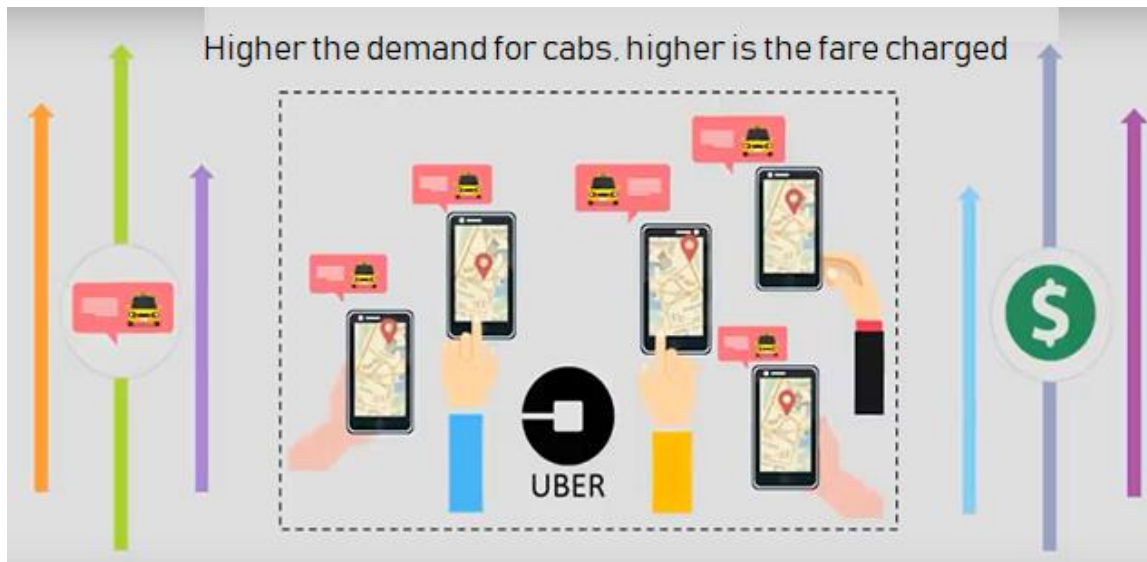 Higher the demand for cabs, higher is the fare charged
$
UBER